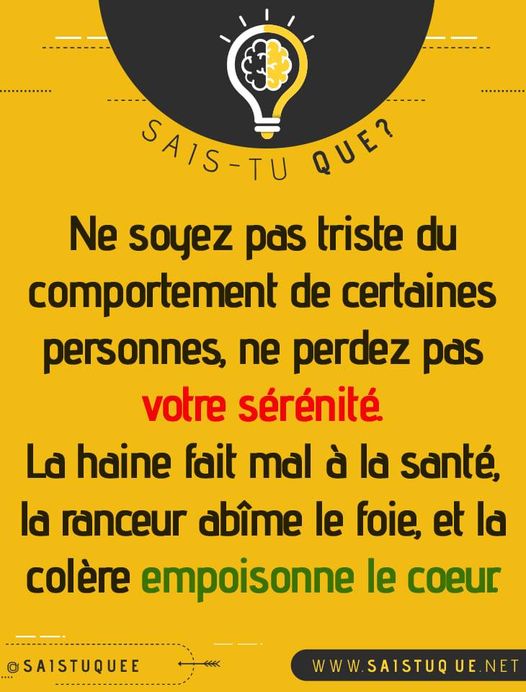 SAIS-TU QUE?
Ne soyez pas triste du
comportement de certaines
personnes, ne perdez pas
votre sérénité.
La haine fait mal à la santé,
la ranceur abîme le foie, et la
colère empoisonne le coeur.
@SAISTUQUEE
WWW.SAISTUQUE.NET